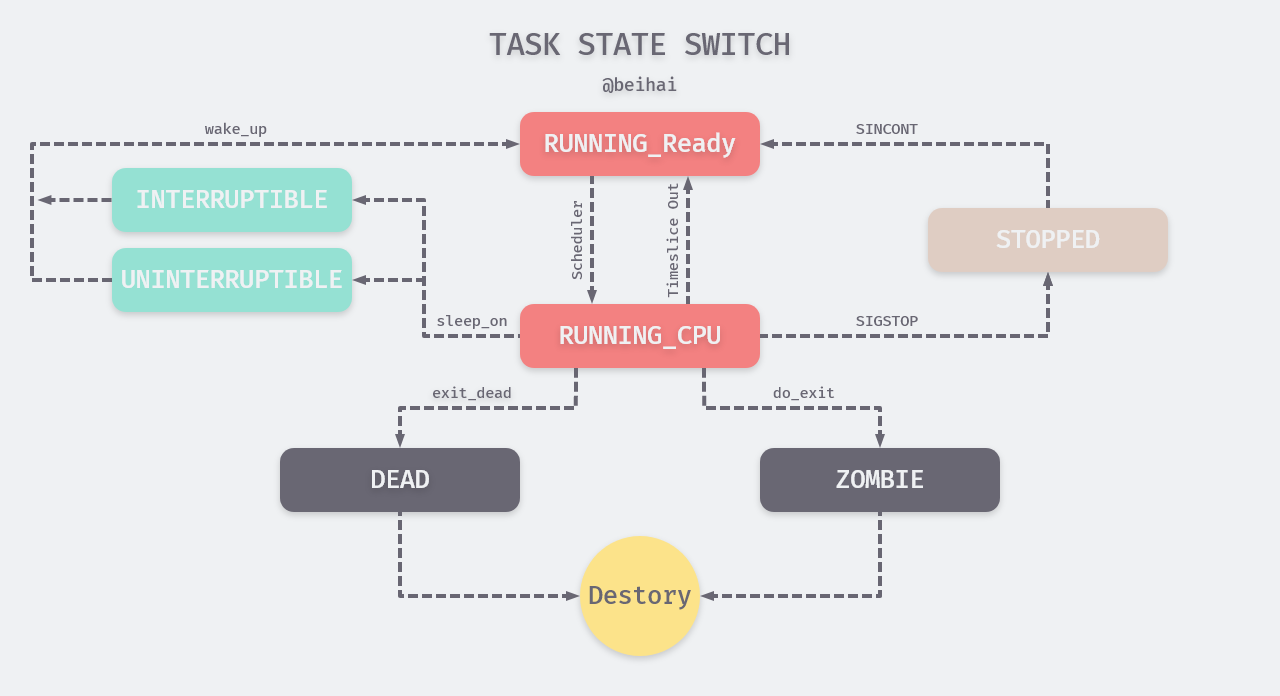 TASK STATE SWITCH
@beihai
wake_up
RUNNING_Ready
SINCONT
INTERRUPTIBLE
Scheduler
Timeslice Out
STOPPED
UNINTERRUPTIBLE
sleep_on
RUNNING_CPU
SIGSTOP
exit_dead
do_exit
DEAD
ZOMBIE
Destory